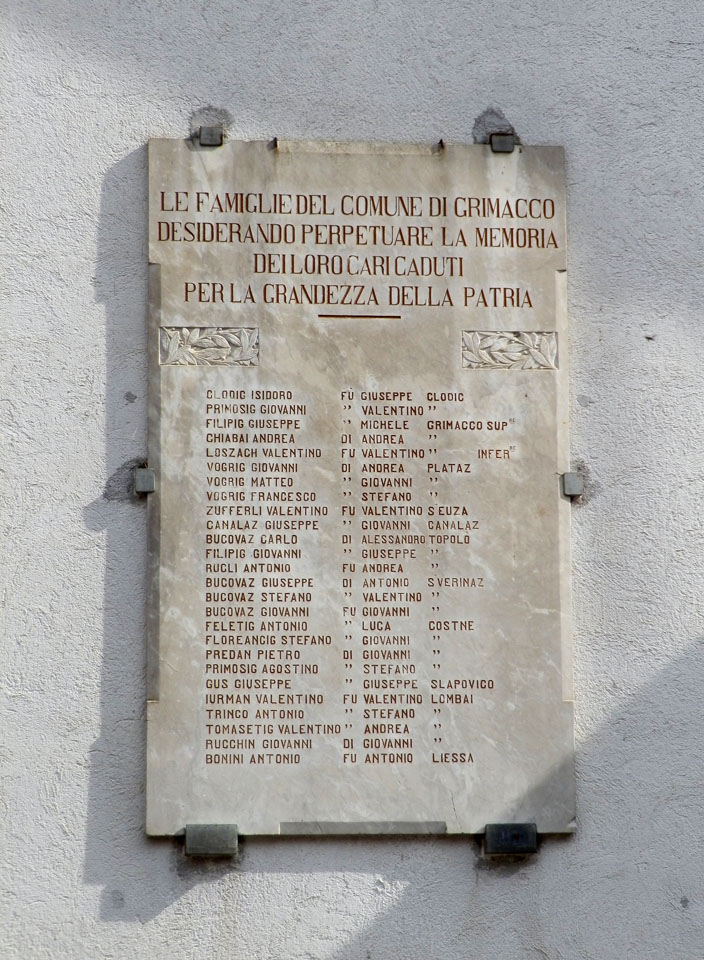 LE FAMIGLIE DEL COMUNE DI GRIMACCO
DESIDERANDO PERPETUARE LA MEMORIA
DEI LORO CARI CADUTI
PER LA GRANDEZZA DELLA PATRIA
CLODIG ISIDORO FU GIUSEPPE CLODIC
PRIMOSIG GIOVANNI " VALENTINO "
FILIPIG GIUSEPPE " MICHELE GRIMACCO SUPRE
CHIABAI ANDREA DI ANDREA "
LOSZACH VALENTINO FU VALENTINO " INFERRE
VOGRIG GIOVANNI DI ANDREA PLATAZ
VOGRIG MATTEO " GIOVANNI "
VOGRIG FRANCESCO " STEFANO "
ZUFFERLI VALENTINO FU VALENTINO SEUZA
CANALAZ GIUSEPPE " GIOVANNI CANALAZ
BUCOVAZ CARLO DI ALESSANDRO TOPOLÒ
FILIPIG GIOVANNI " GIUSEPPE "
RUCLI ANTONIO FU ANDREA "
BUCOVAZ GIUSEPPE DI ANTONIO SVERINAZ
BUCOVAZ STEFANO " VALENTINO "
BUCOVAZ GIOVANNI FU GIOVANNI "
FELETIG ANTONIO " LUCA COSTNE
FLOREANCIG STEFANO " GIOVANNI "
PREDAN PIETRO DI GIOVANNI "
PRIMOSIG AGOSTINO " STEFANO "
GUS GIUSEPPE " GIUSEPPE SLAPOVICO
IURMAN VALENTINO FU VALENTINO LOMBAI
TRINCO ANTONIO " STEFANO "
TOMASETIG VALENTINO " ANDREA "
RUCCHIN GIOVANNI DI GIOVANNI "
BONINI ANTONIO FU ANTONIO LIESSA